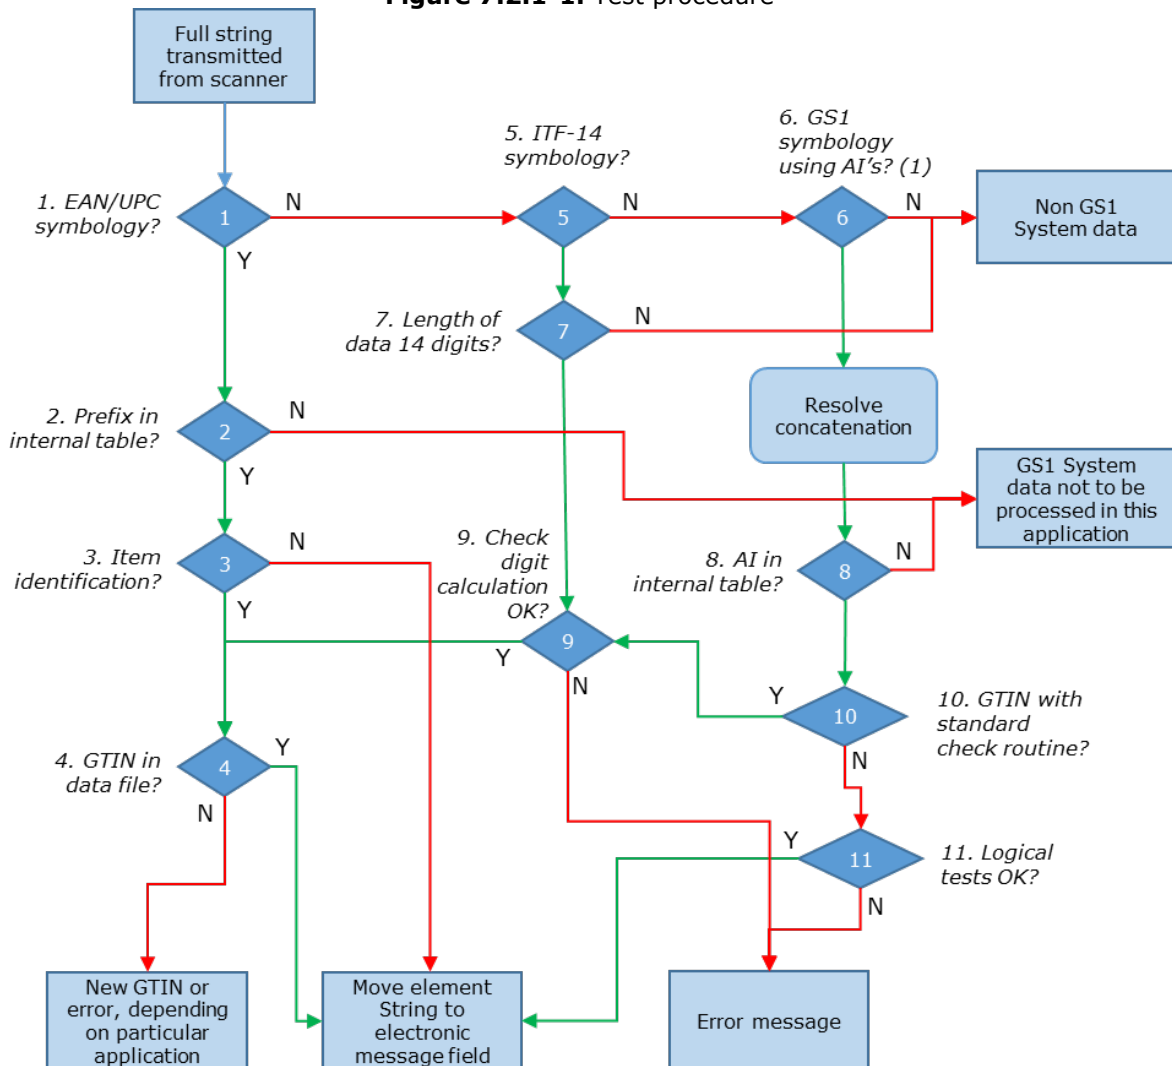 Figure 7.2.1-1. Test procedure
Full string
transmitted
from scanner
1. EAN/UPC
symbology?
1
N
Y
5. ITF-14
symbology?
5
N
6. GS1
symbology
using AI's? (1)
6
N
Non GS1
System data
7. Length of
data 14 digits?
7
N
Resolve
concatenation
2. Prefix in
internal table?
2
N
Y
GS1 System
data not to be
processed in this
application
3. Item
identification?
3
N
Y
9. Check
digit
calculation
OK?
9
Y
N
8. AI in
internal table?
8
N
10. GTIN with
standard
check routine?
10
Y
N
4. GTIN in
data file?
4
Y
N
11. Logical
tests OK?
11
Y
N
New GTIN or
error, depending
on particular
application
Move element
String to
electronic
message field
Error message